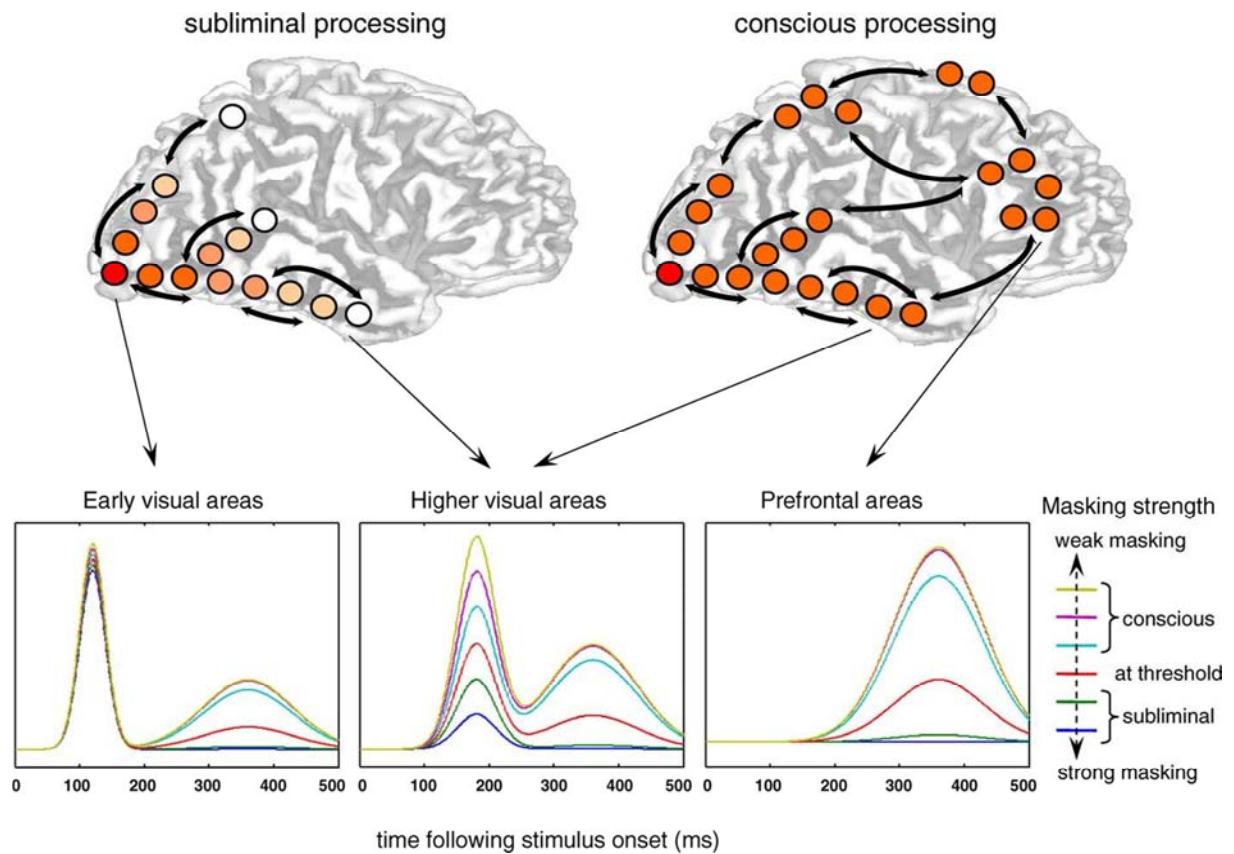 subliminal processing
conscious processing
Early visual areas
0 100 200 300 400 500
Higher visual areas
0 100 200 300 400 500
Prefrontal areas
0 100 200 300 400 500
time following stimulus onset (ms)
Masking strength
weak masking
conscious
at threshold
subliminal
strong masking